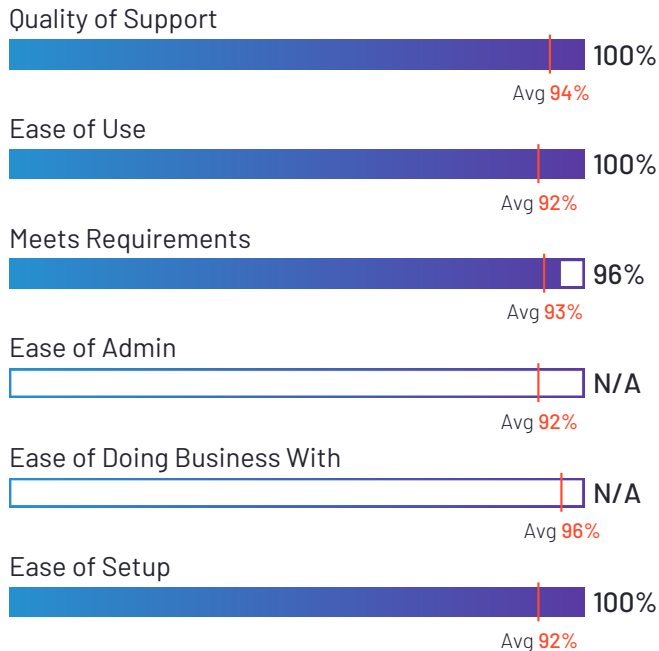 Quality of Support
100%
Avg 94%
Ease of Use
100%
Avg 92%
Meets Requirements
96%
Avg 93%
Ease of Admin
N/A
Avg 92%
Ease of Doing Business With
N/A
Avg 96%
Ease of Setup
100%
Avg 92%